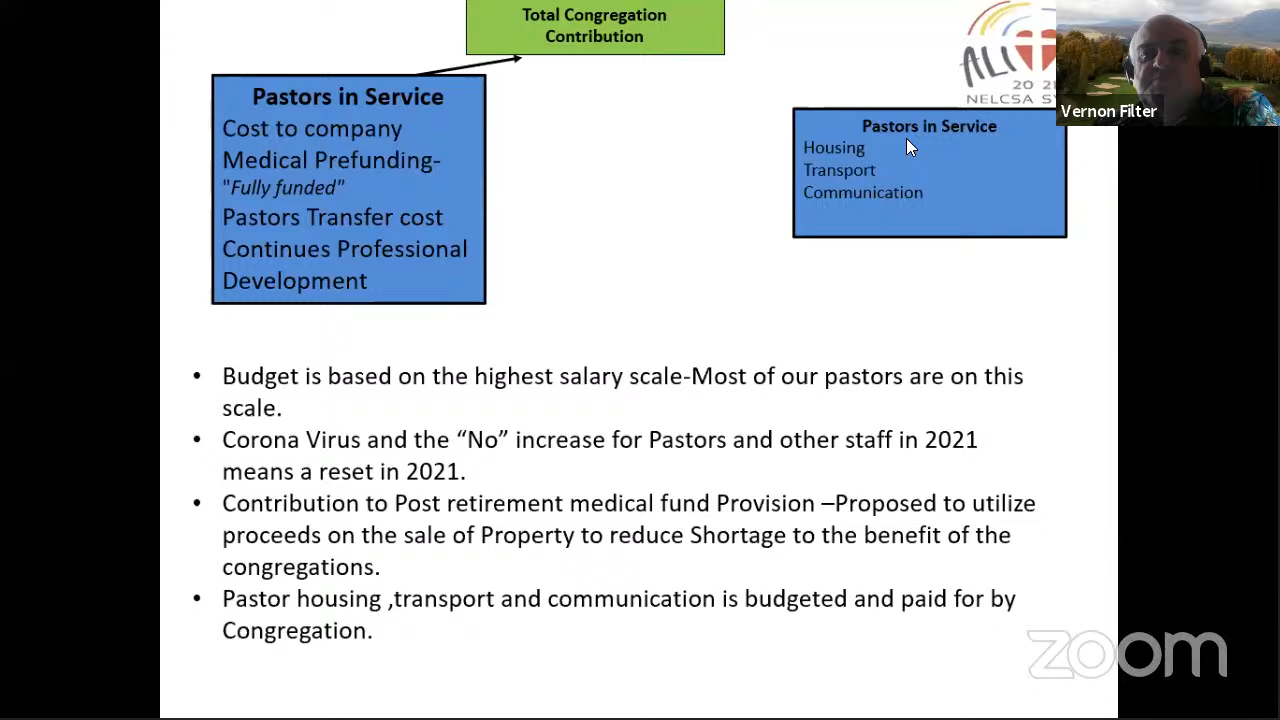 Total Congregation
Contribution
ALIVE
20 2
NELCSA SY
Vernon Filter
Pastors in Service
Cost to company
Medical Prefunding-
"Fully funded"
Pastors Transfer cost
Continues Professional
Development
Pastors in Service
Housing
Transport
Communication
• Budget is based on the highest salary scale-Most of our pastors are on this
scale.
• Corona Virus and the “No” increase for Pastors and other staff in 2021
means a reset in 2021.
• Contribution to Post retirement medical fund Provision –Proposed to utilize
proceeds on the sale of Property to reduce Shortage to the benefit of the
congregations.
• Pastor housing ,transport and communication is budgeted and paid for by
Congregation.
zoom